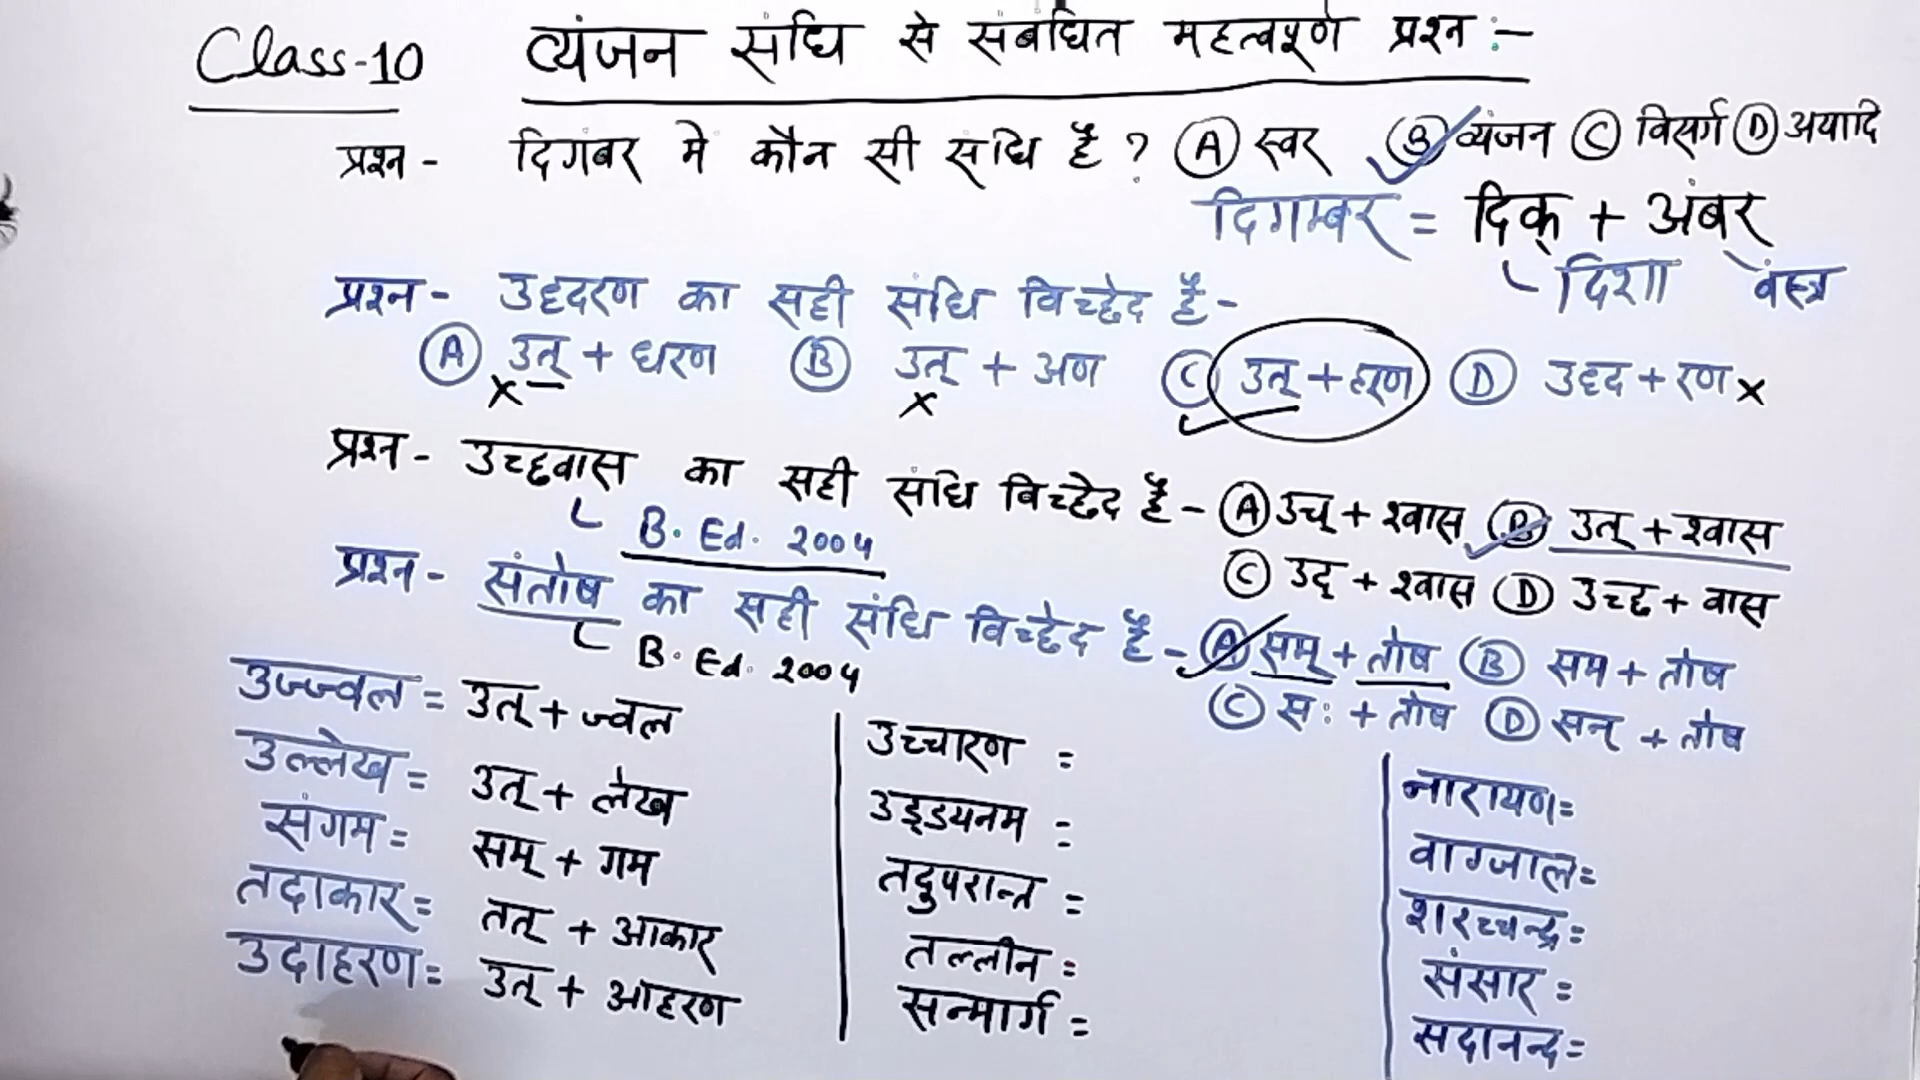 Class-10 व्यंजन संधि से संबंधित महत्वपूर्ण प्रश्न :-
प्रश्न - दिगंबर में कौन सी संधि है ? (A) स्वर (B) व्यंजन (C) विसर्ग (D) अयादि
दिगम्बर = दिक् + अंबर
दिशा वस्त्र
प्रश्न - उद्दहरण का सही संधि विच्छेद है -
(A) उत् + धरण (B) उत् + अण (C) उत् + हरण (D) उद्दद + रण
प्रश्न - उच्छवास का सही संधि विच्छेद है - (A) उच् + श्वास (B) उत् + श्वास
B. Ed. 2004
(C) उद् + श्वास (D) उच्छ + वास
प्रश्न - संतोष का सही संधि विच्छेद है - (A) सम् + तोष (B) सम + तोष
B. Ed. 2004
(C) स: + तोष (D) सन् + तोष
उज्ज्वल = उत् + ज्वल
उल्लेख = उत् + लेख
संगम = सम् + गम
तदाकार = तत् + आकार
उदाहरण = उत् + आहरण
उच्चारण =
उड्डयनम =
तदुपरान्त =
तल्लीन =
सन्मार्ग =
नारायण =
वाग्जाल =
शरच्चन्द्र =
संसार =
सदानन्द =